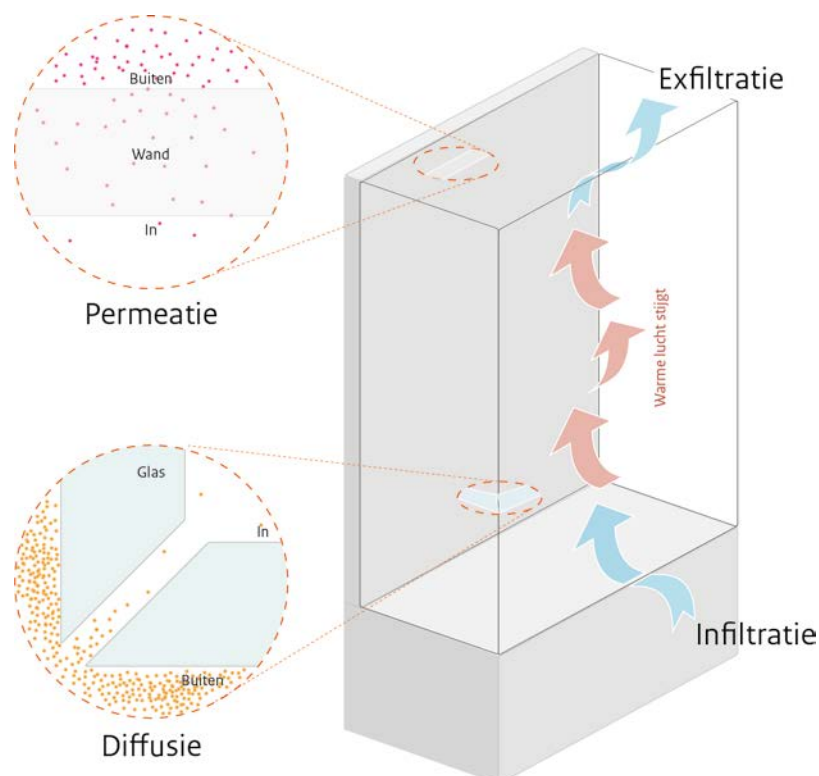 Buiten
Wand
In
Permeatie
Exfiltratie
Warme lucht stijgt
Glas
In
Buiten
Diffusie
Infiltratie